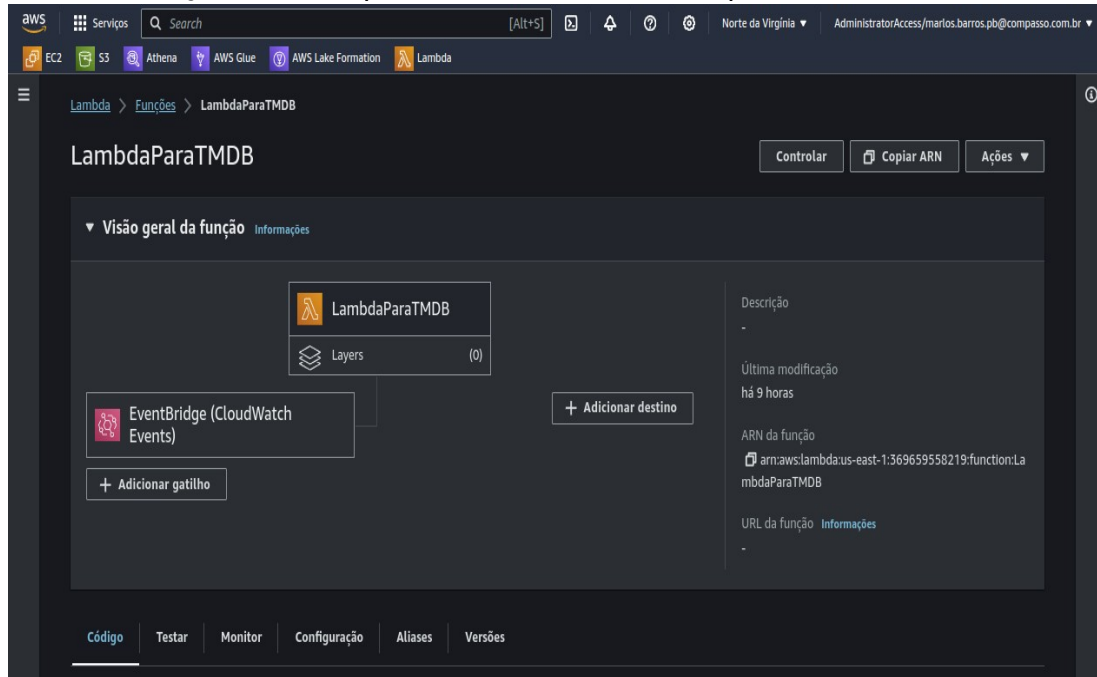 aws
Serviços
Search
[Alt+S]
Norte da Virgínia ▼
AdministratorAccess/marlos.barros.pb@compasso.com.br ▼
EC2
S3
Athena
AWS Glue
AWS Lake Formation
Lambda
Lambda > Funções > LambdaParaTMDB
LambdaParaTMDB
Controlar
Copiar ARN
Ações ▼
▼ Visão geral da função Informações
LambdaParaTMDB
Layers (0)
EventBridge (CloudWatch
Events)
+ Adicionar gatilho
+ Adicionar destino
Descrição
-
Última modificação
há 9 horas
ARN da função
arn:aws:lambda:us-east-1:369659558219:function:La
mbdaParaTMDB
URL da função Informações
-
Código
Testar
Monitor
Configuração
Aliases
Versões